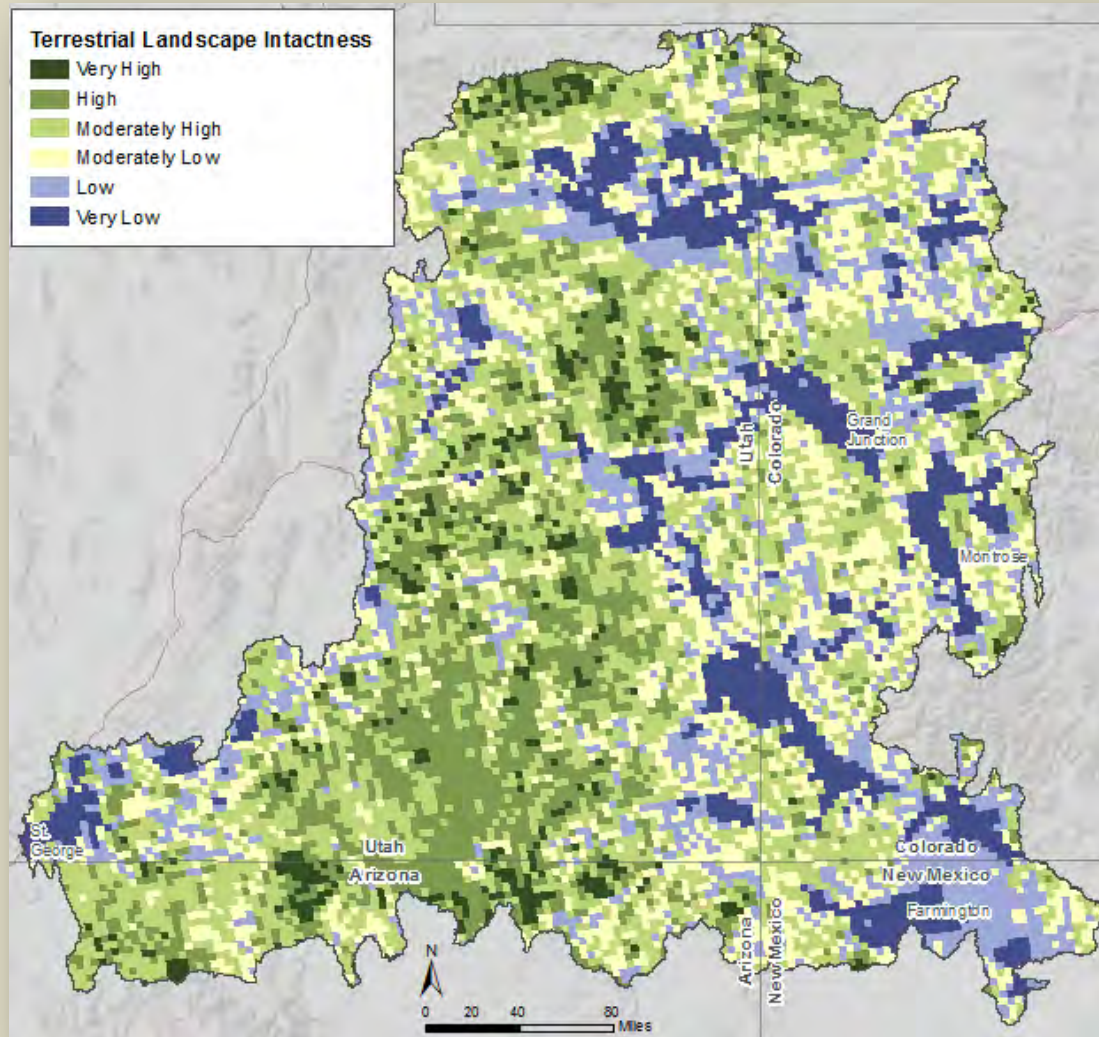 Terrestrial Landscape Intactness
Very High
High
Moderately High
Moderately Low
Low
Very Low
Utah
Colorado
Grand
Junction
Montrose
St.
George
Utah
Arizona
Colorado
New Mexico
Farmington
Arizona
New Mexico
N
0 20 40 80
Miles